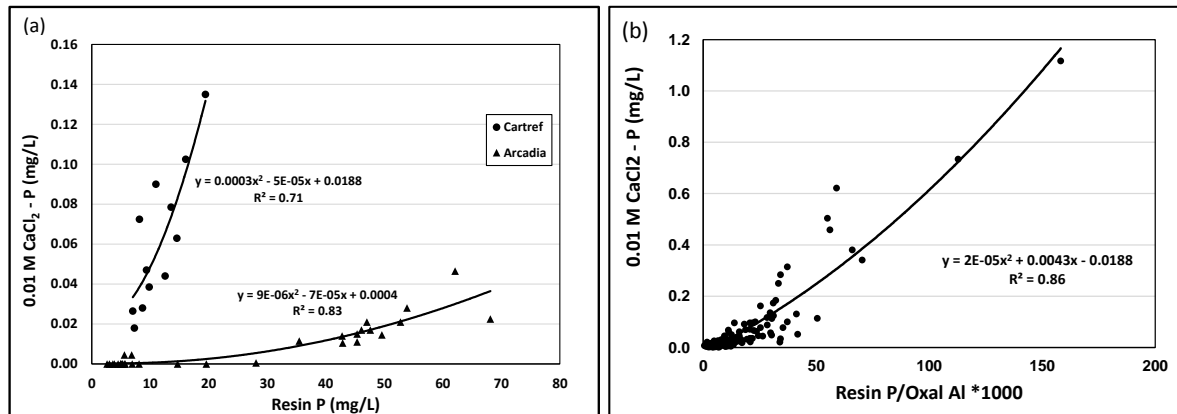 (a)
0.16
0.14
0.12
0.10
0.08
0.06
0.04
0.02
0.00
0.01 M CaCl₂ - P (mg/L)
Cartref
Arcadia
y = 0.0003x² - 5E-05x + 0.0188
R² = 0.71
y = 9E-06x² - 7E-05x + 0.0004
R² = 0.83
0 10 20 30 40 50 60 70 80
Resin P (mg/L)
(b)
1.2
1.0
0.8
0.6
0.4
0.2
0.0
0.01 M CaCl2 - P (mg/L)
y = 2E-05x² + 0.0043x - 0.0188
R² = 0.86
0 50 100 150 200
Resin P/Oxal Al *1000